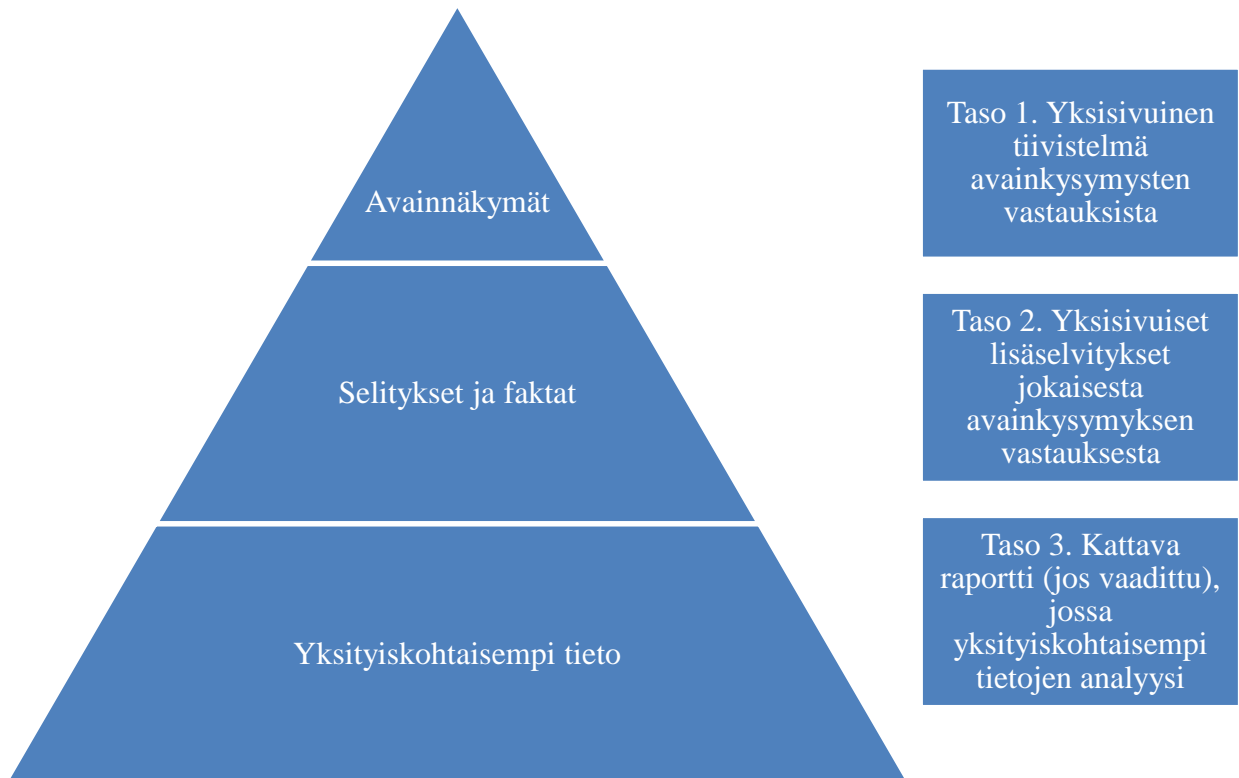 Avainnäkymät
Selitykset ja faktat
Yksityiskohtaisempi tieto
Taso 1. Yksisivuinen
tiivistelmä
avainkysymysten
vastauksista
Taso 2. Yksisivuiset
lisäselvitykset
jokaisesta
avainkysymyksen
vastauksesta
Taso 3. Kattava
raportti (jos vaadittu),
jossa
yksityiskohtaisempi
tietojen analyysi